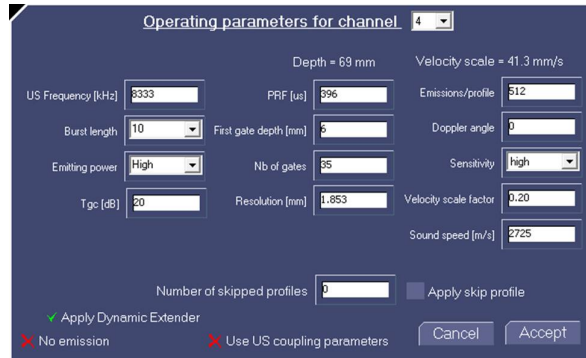 Operating parameters for channel 4
Depth = 69 mm Velocity scale = 41.3 mm/s
US Frequency [kHz] 8333 PRF [us] 396 Emissions/profile 512
Burst length 10 First gate depth [mm] 6 Doppler angle 0
Emitting power High Nb of gates 35 Sensitivity high
Tgc [dB] 20 Resolution [mm] 1.853 Velocity scale factor 0.20
Sound speed [m/s] 2725
Number of skipped profiles 0 Apply skip profile
Apply Dynamic Extender
No emission Use US coupling parameters Cancel Accept